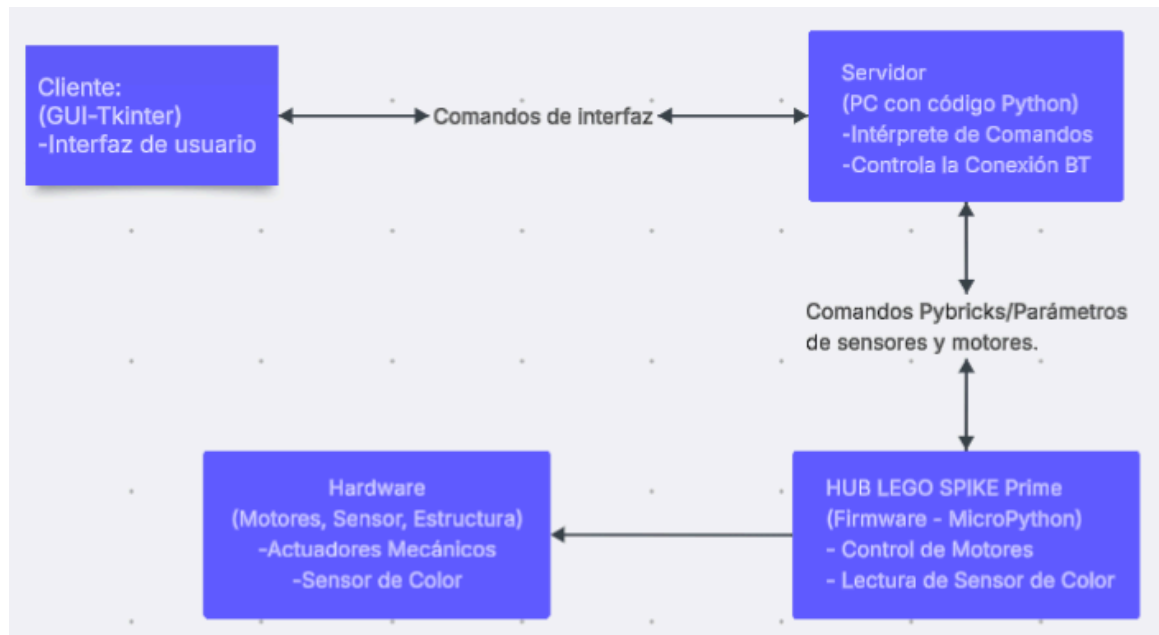 Cliente:
(GUI-Tkinter)
-Interfaz de usuario
Comandos de interfaz
Servidor
(PC con código Python)
-Intérprete de Comandos
-Controla la Conexión BT
Comandos Pybricks/Parámetros
de sensores y motores.
Hardware
(Motores, Sensor, Estructura)
-Actuadores Mecánicos
-Sensor de Color
HUB LEGO SPIKE Prime
(Firmware - MicroPython)
- Control de Motores
- Lectura de Sensor de Color